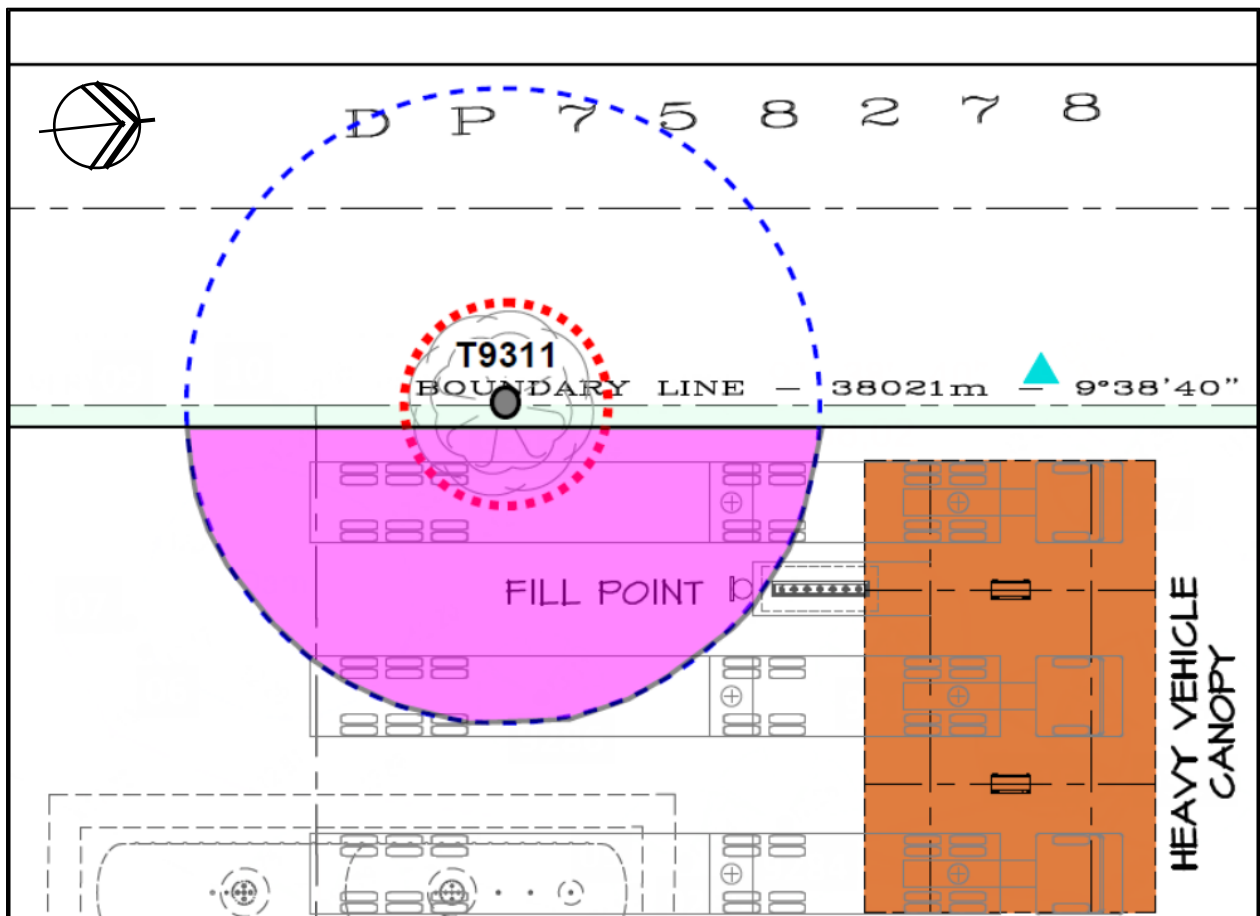 D P 7 5 8 2 7 8
T9311
BOUNDARY LINE – 38021m – 9°38'40"
FILL POINT
HEAVY VEHICLE
CANOPY